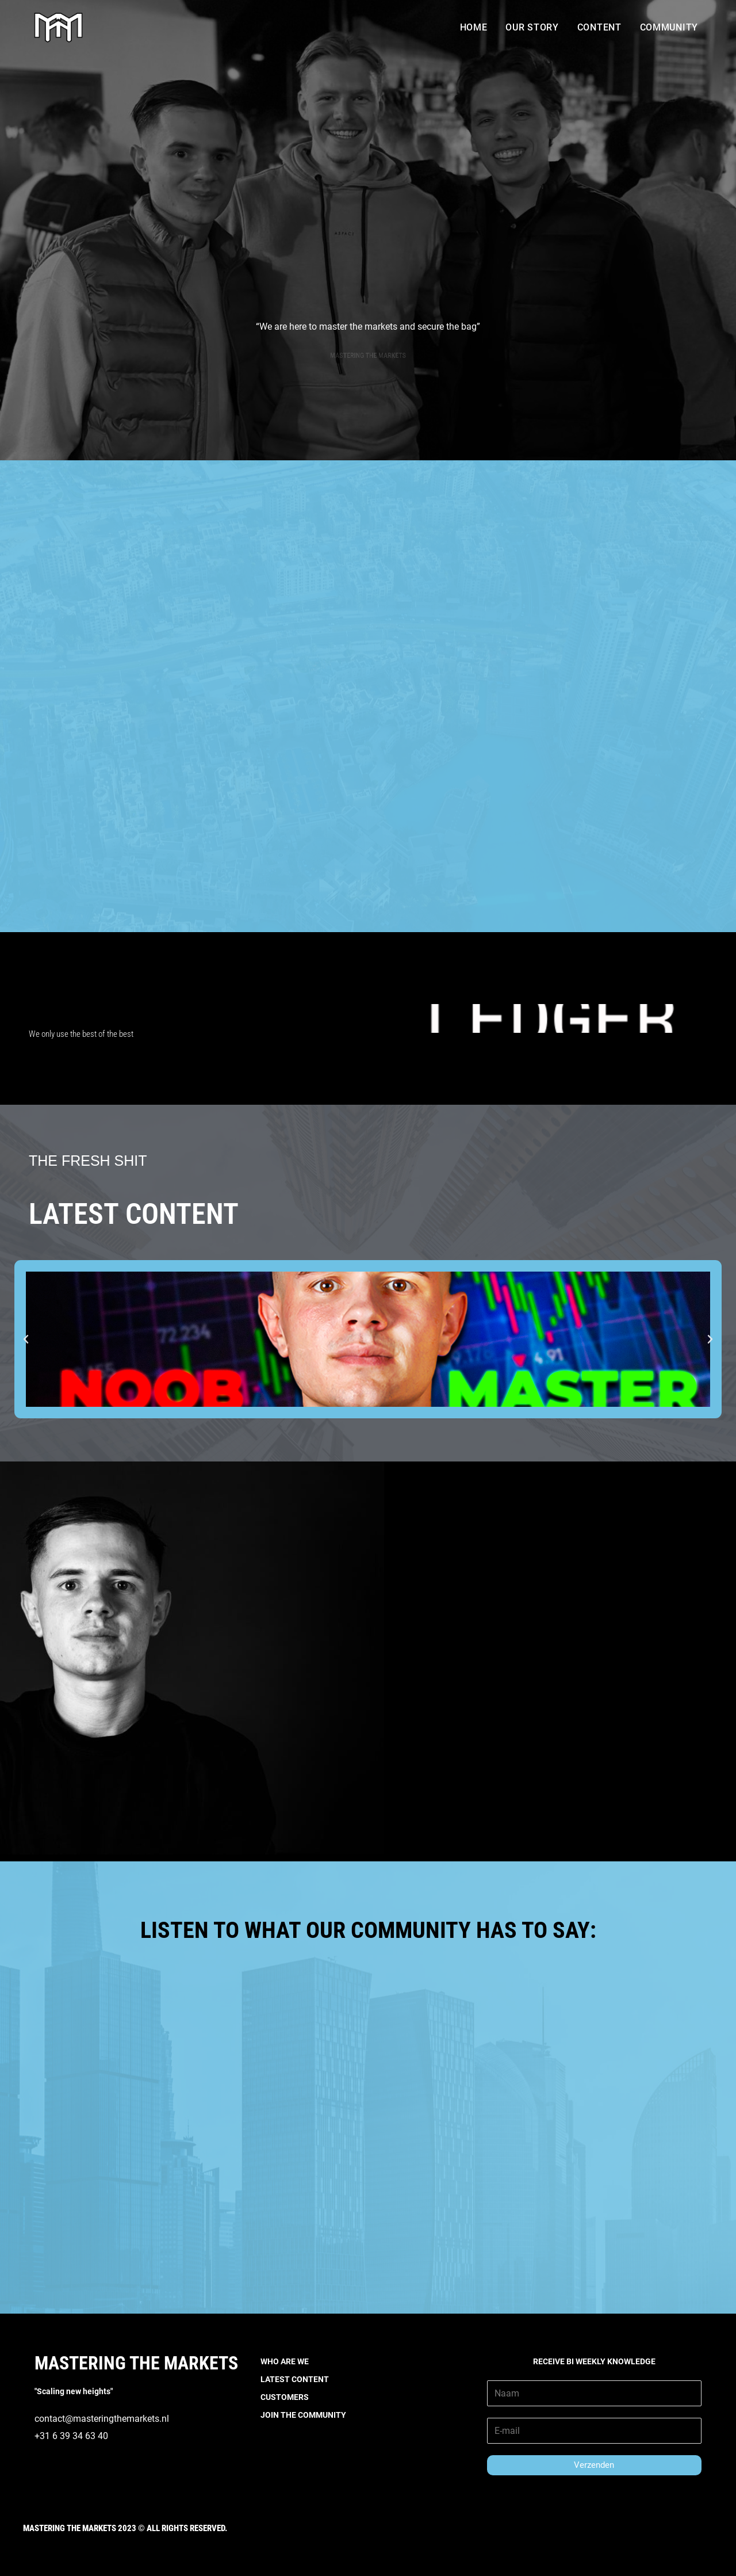 HOME OUR STORY CONTENT COMMUNITY
“We are here to master the markets and secure the bag”
MASTERING THE MARKETS
We only use the best of the best
LEDGER
THE FRESH SHIT
LATEST CONTENT
72.234
4.91
NOOB MASTER
LISTEN TO WHAT OUR COMMUNITY HAS TO SAY:
MASTERING THE MARKETS
"Scaling new heights"
contact@masteringthemarkets.nl
+31 6 39 34 63 40
WHO ARE WE
LATEST CONTENT
CUSTOMERS
JOIN THE COMMUNITY
RECEIVE BI WEEKLY KNOWLEDGE
Naam
E-mail
Verzenden
MASTERING THE MARKETS 2023 © ALL RIGHTS RESERVED.